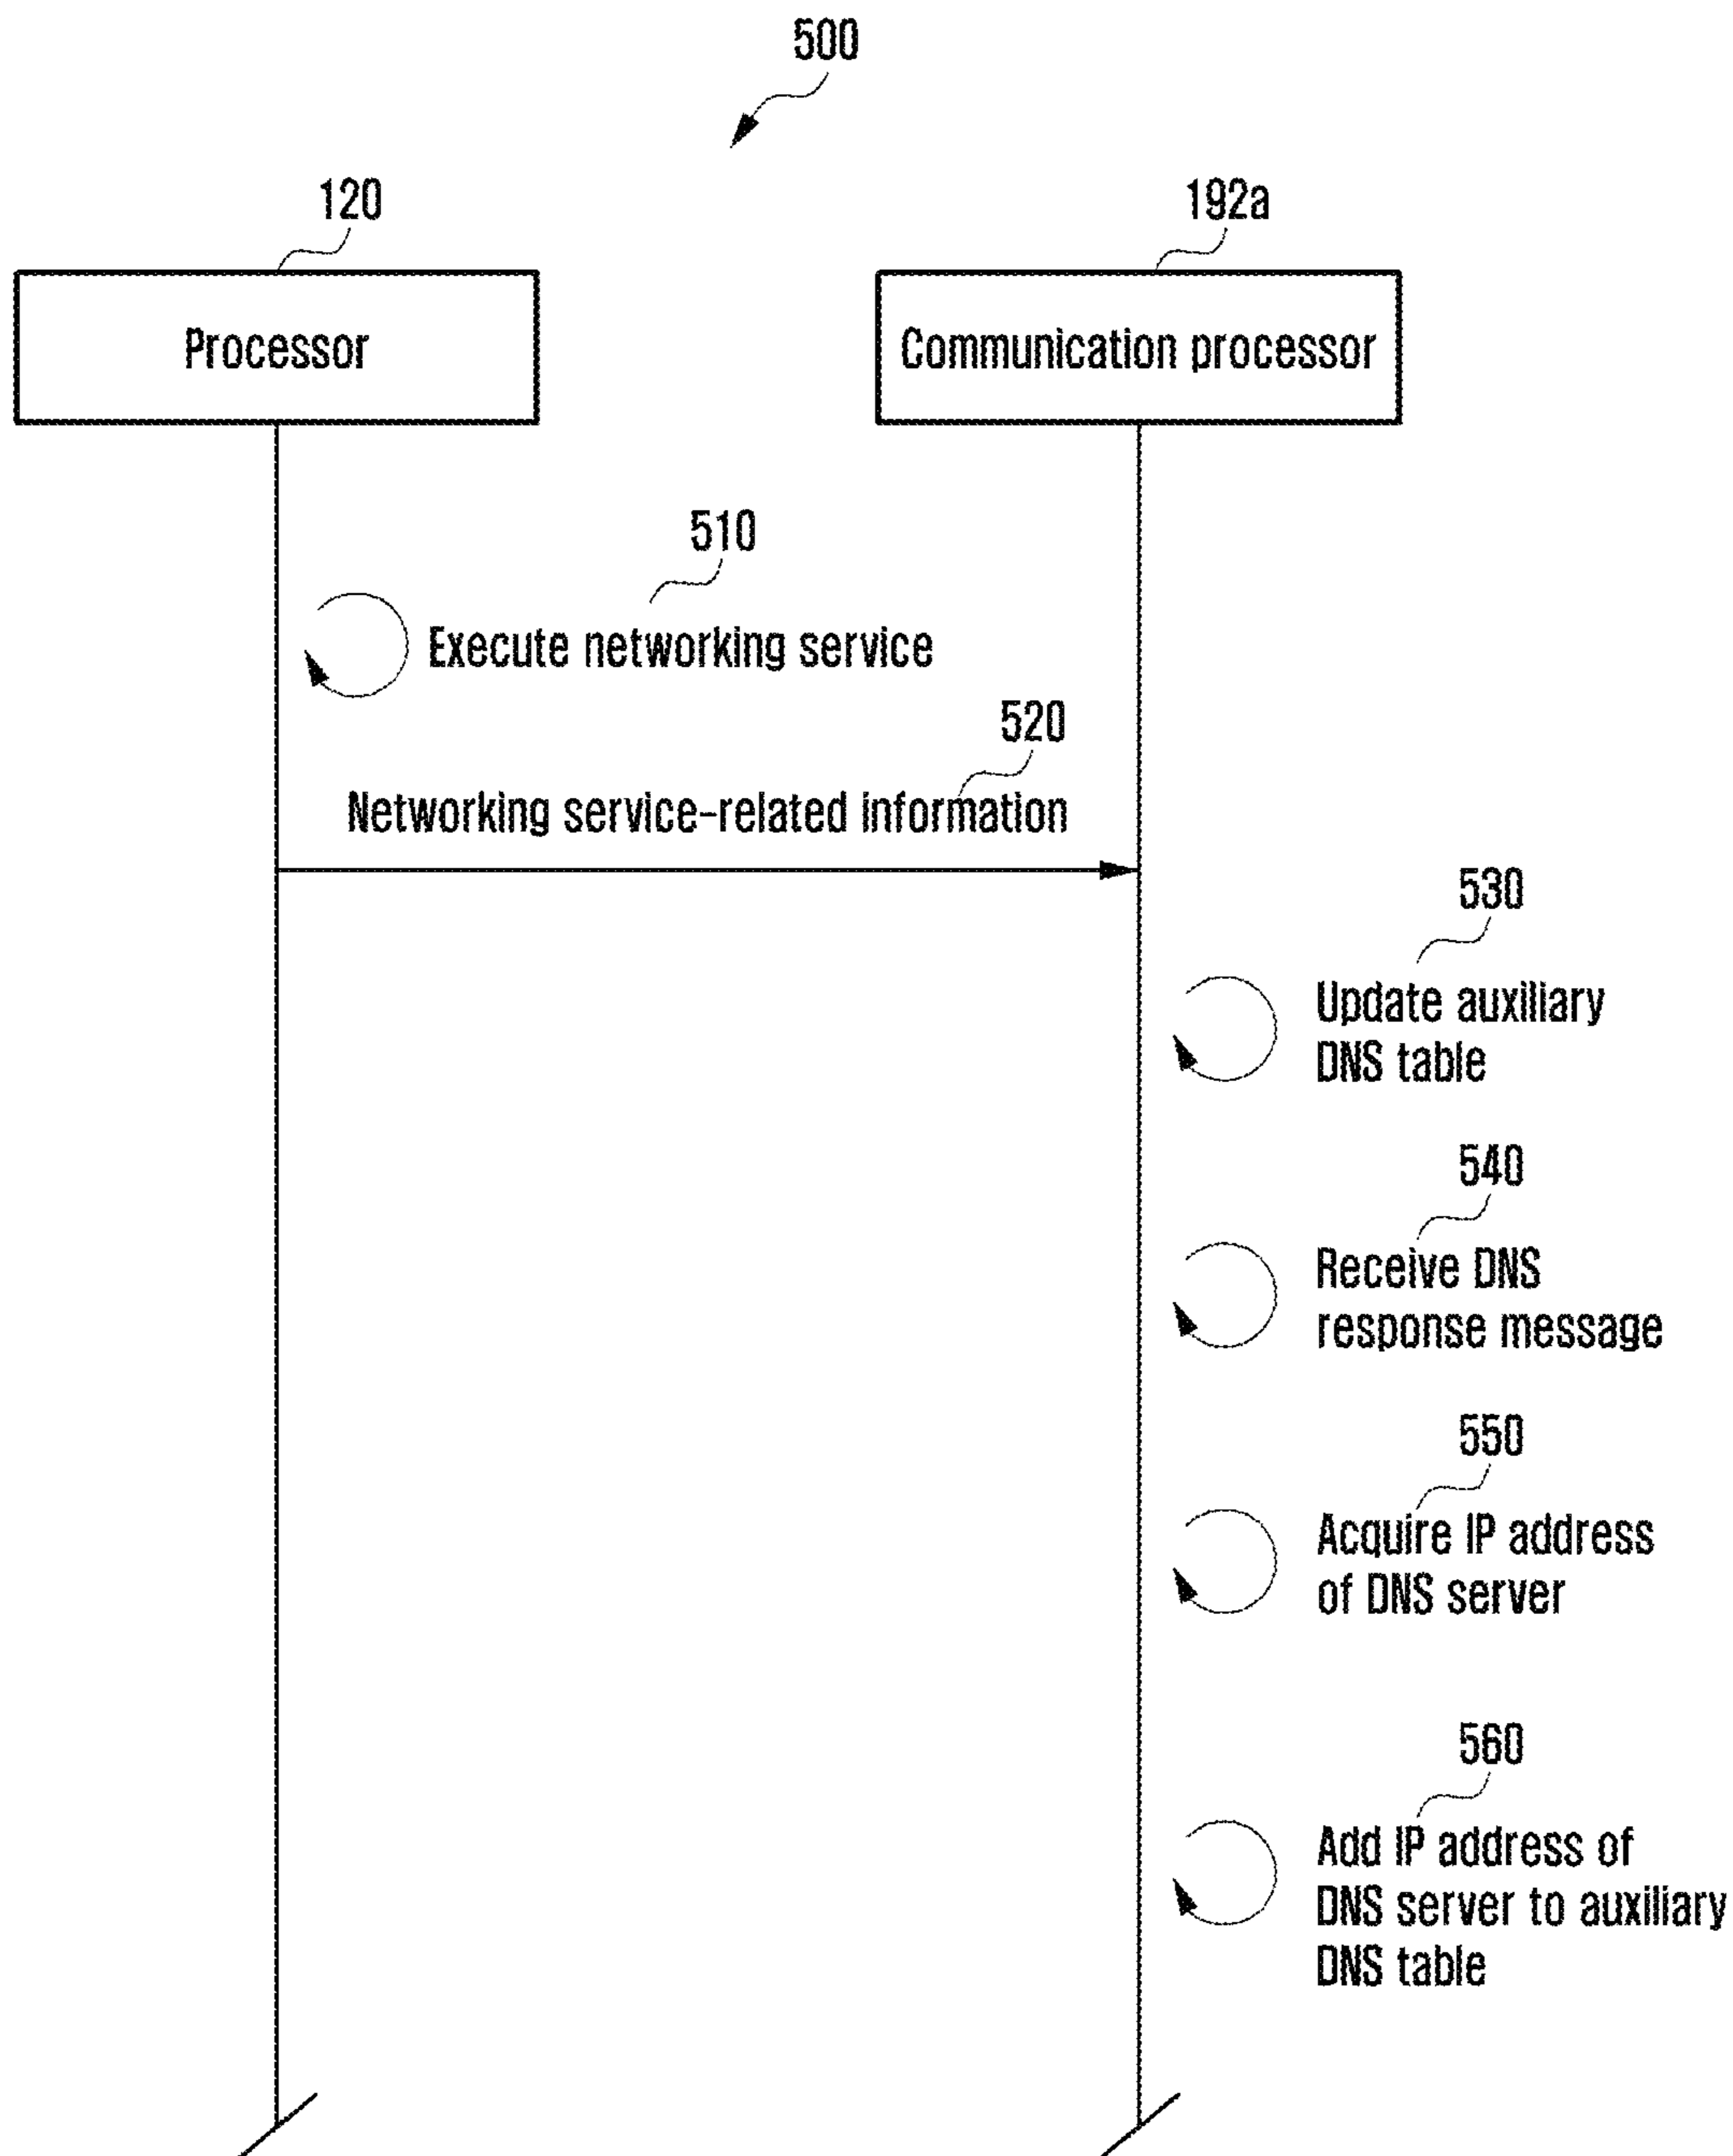 500
120
192a
Processor
Communication processor
510
Execute networking service
520
Networking service-related information
530
Update auxiliary
DNS table
540
Receive DNS
response message
550
Acquire IP address
of DNS server
560
Add IP address of
DNS server to auxiliary
DNS table